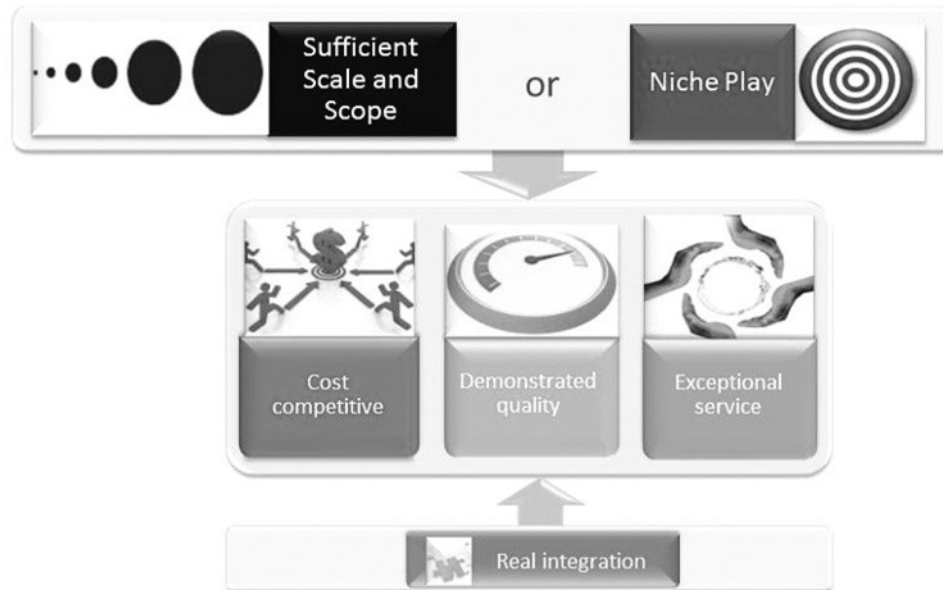 Sufficient
Scale and
Scope
or
Niche Play
Cost
competitive
Demonstrated
quality
Exceptional
service
Real integration